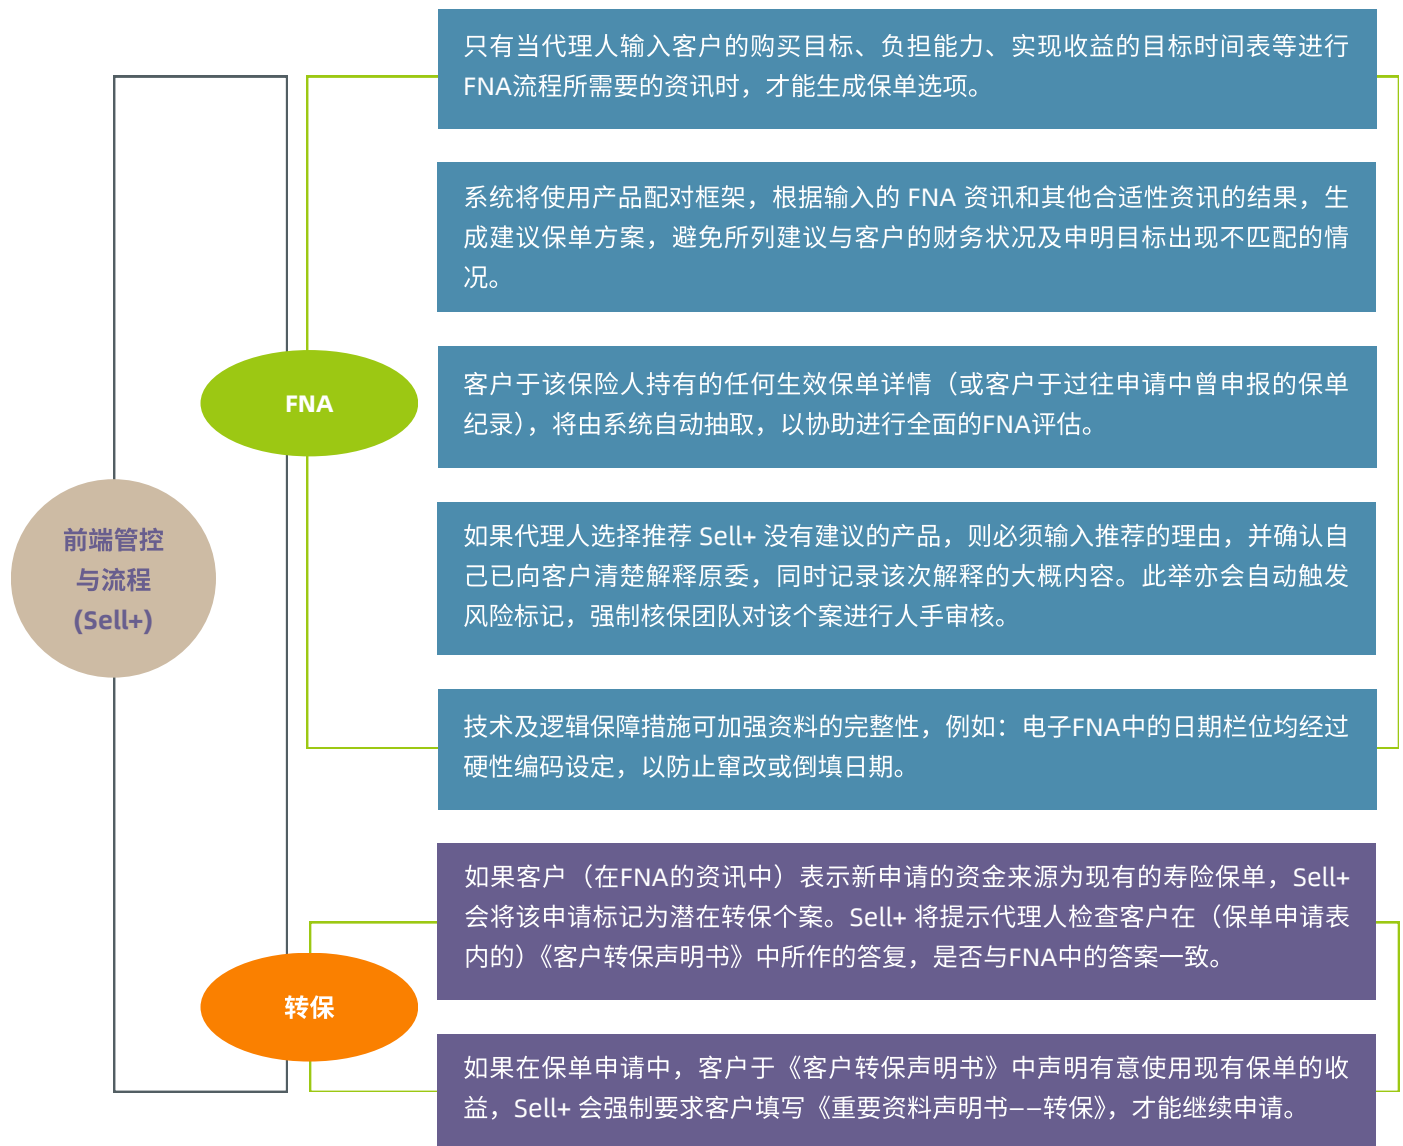 只有当代理人输入客户的购买目标、负担能力、实现收益的目标时间表等进行
FNA流程所需要的资讯时，才能生成保单选项。
系统将使用产品配对框架，根据输入的 FNA 资讯和其他合适性资讯的结果，生
成建议保单方案，避免所列建议与客户的财务状况及申明目标出现不匹配的情
况。
FNA
客户于该保险人持有的任何生效保单详情（或客户于过往申请中曾申报的保单
纪录），将由系统自动抽取，以协助进行全面的FNA评估。
前端管控
与流程
(Sell+)
如果代理人选择推荐 Sell+ 没有建议的产品，则必须输入推荐的理由，并确认自
己已向客户清楚解释原委，同时记录该次解释的大概内容。此举亦会自动触发
风险标记，强制核保团队对该个案进行人手审核。
技术及逻辑保障措施可加强资料的完整性，例如：电子FNA中的日期栏位均经过
硬性编码设定，以防止窜改或倒填日期。
转保
如果客户（在FNA的资讯中）表示新申请的资金来源为现有的寿险保单，Sell+
会将该申请标记为潜在转保个案。Sell+ 将提示代理人检查客户在（保单申请表
内的）《客户转保声明书》中所作的答复，是否与FNA中的答案一致。
如果在保单申请中，客户于《客户转保声明书》中声明有意使用现有保单的收
益，Sell+ 会强制要求客户填写《重要资料声明书——转保》，才能继续申请。